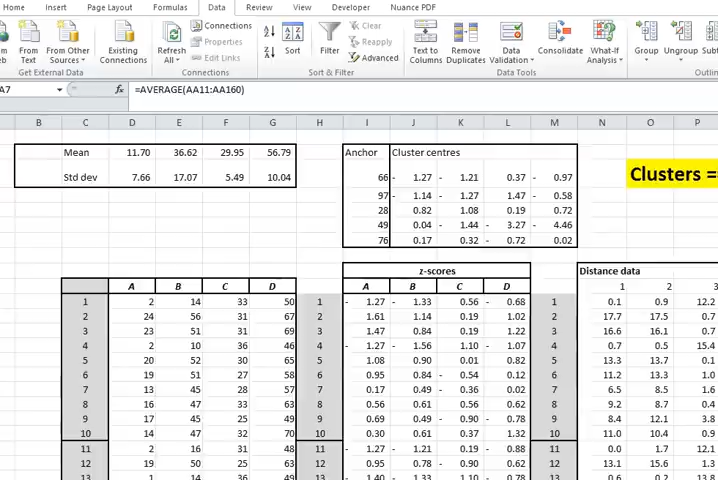 Home Insert Page Layout Formulas Data Review View Developer Nuance PDF
From Web From Text From Other Sources Existing Connections Refresh All Connections Properties Edit Links Sort Filter Clear Reapply Advanced Text to Columns Remove Duplicates Data Validation Consolidate What-If Analysis Group Ungroup
Get External Data Connections Sort & Filter Data Tools
A7 fx =AVERAGE(AA11:AA160)
B C D E F G H I J K L M N O P
Mean 11.70 36.62 29.95 56.79 Anchor Cluster centres
Std dev 7.66 17.07 5.49 10.04 66 - 1.27 - 1.21 0.37 - 0.97 Clusters =
97 - 1.14 - 1.27 1.47 - 0.58
28 0.82 1.08 0.19 0.72
49 0.04 - 1.44 - 3.27 - 4.46
76 0.17 0.32 - 0.72 0.02
z-scores Distance data
A B C D A B C D 1 2 3
1 2 14 33 50 1 - 1.27 - 1.33 0.56 - 0.68 1 0.1 0.9 12.2
2 24 56 31 67 2 1.61 1.14 0.19 1.02 2 17.7 17.5 0.7
3 23 51 31 69 3 1.47 0.84 0.19 1.22 3 16.6 16.1 0.7
4 2 10 36 46 4 - 1.27 - 1.56 1.10 - 1.07 4 0.7 0.5 15.4
5 20 52 30 65 5 1.08 0.90 0.01 0.82 5 13.3 13.7 0.1
6 19 51 27 58 6 0.95 0.84 - 0.54 0.12 6 11.2 13.3 1.0
7 13 45 28 57 7 0.17 0.49 - 0.36 0.02 7 6.5 8.5 1.6
8 16 47 33 63 8 0.56 0.61 0.56 0.62 8 9.2 8.7 0.4
9 17 45 25 49 9 0.69 0.49 - 0.90 - 0.78 9 8.4 12.1 3.8
10 14 47 32 70 10 0.30 0.61 0.37 1.32 10 11.0 10.4 0.9
11 2 16 31 48 11 - 1.27 - 1.21 0.19 - 0.88 11 0.0 1.7 12.1
12 19 50 25 63 12 0.95 0.78 - 0.90 0.62 12 13.1 15.6 1.3
13 1 14 36 49 13 - 1.40 - 1.33 1.10 - 0.78 13 0.6 0.2 13.8